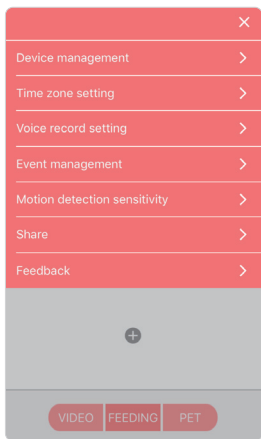 Device management
Time zone setting
Voice record setting
Event management
Motion detection sensitivity
Share
Feedback
VIDEO FEEDING PET